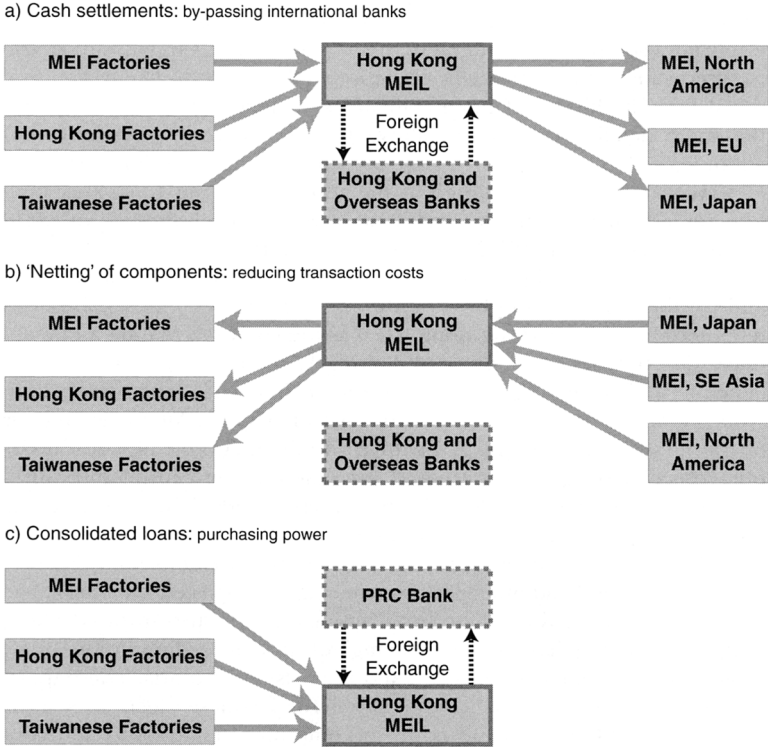 a) Cash settlements: by-passing international banks
MEI Factories
Hong Kong Factories
Taiwanese Factories
Hong Kong
MEIL
Foreign
Exchange
Hong Kong and
Overseas Banks
MEI, North
America
MEI, EU
MEI, Japan
b) ‘Netting’ of components: reducing transaction costs
MEI Factories
Hong Kong Factories
Taiwanese Factories
Hong Kong
MEIL
Hong Kong and
Overseas Banks
MEI, Japan
MEI, SE Asia
MEI, North
America
c) Consolidated loans: purchasing power
MEI Factories
Hong Kong Factories
Taiwanese Factories
PRC Bank
Foreign
Exchange
Hong Kong
MEIL